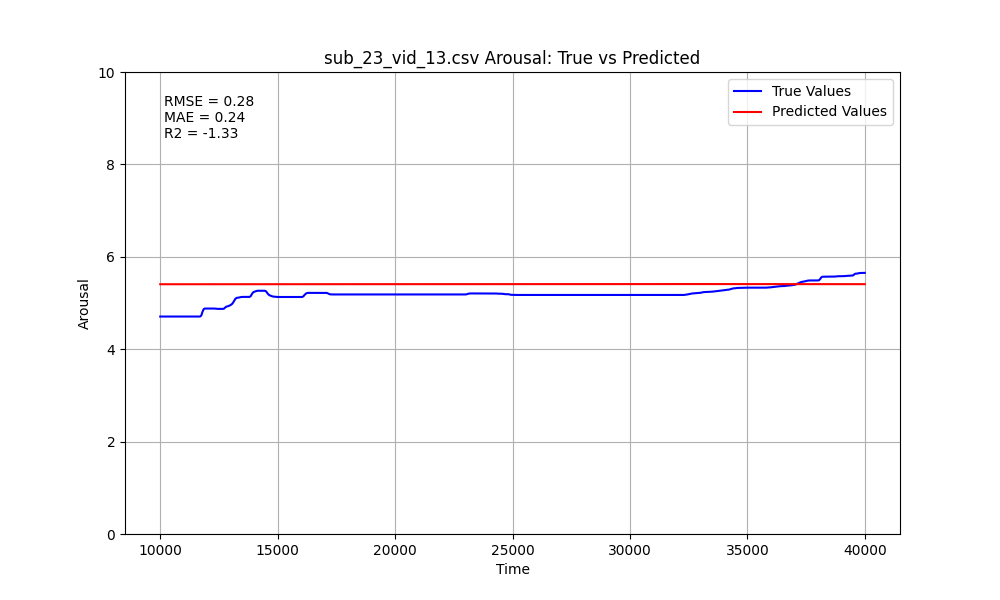 sub_23_vid_13.csv Arousal: True vs Predicted
RMSE = 0.28
MAE = 0.24
R2 = -1.33
True Values
Predicted Values
10
8
6
4
2
0
Arousal
10000
15000
20000
25000
30000
35000
40000
Time